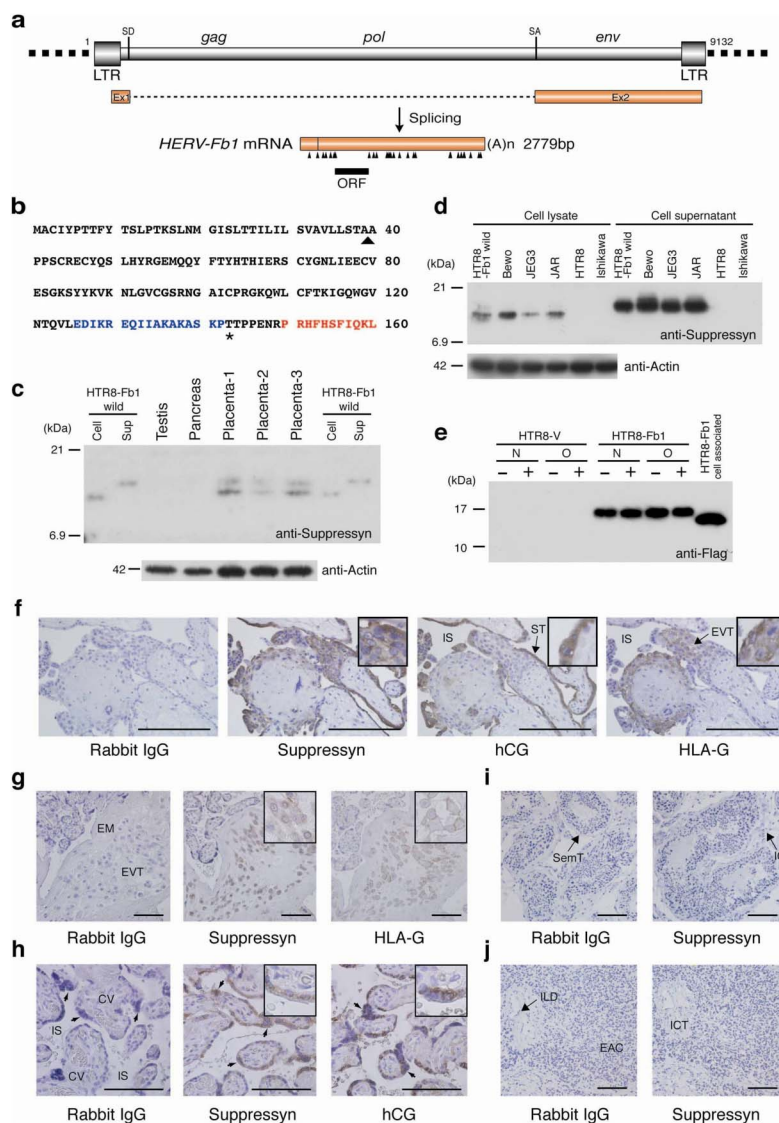 a
1 SD gag pol SA env 9132
LTR LTR
Ex1 Ex2
Splicing
HERV-Fb1 mRNA (A)n 2779bp
ORF
b
MACIYPTTFY TSLPTKSLNM GISLTTILIL SVAVLLSTAA 40
PPSCRECYQS LHYRGEMQQY FTYHTHIERS CYGNLIEECV 80
ESGKSYYKVK NLGVCGSRNG AICPRGKQWL CFTKIGQWGV 120
NTQVLEDIKR EQIIAKAKAS KPTTPPENRP RHFHSFIQKL 160
*
c
HTR8-Fb1 wild
Cell Sup Testis Pancreas Placenta-1 Placenta-2 Placenta-3
HTR8-Fb1 wild
Cell Sup
(kDa)
21
6.9
anti-Suppressyn
42
anti-Actin
d
Cell lysate Cell supernatant
HTR8 -Fb1 wild Bewo JEG3 JAR HTR8 Ishikawa
HTR8 -Fb1 wild Bewo JEG3 JAR HTR8 Ishikawa
(kDa)
21
6.9
anti-Suppressyn
42
anti-Actin
e
HTR8-V HTR8-Fb1 HTR8-Fb1 cell associated
N O N O
– + – + – + – +
(kDa)
17
10
anti-Flag
f
IS ST IS EVT
Rabbit IgG Suppressyn hCG HLA-G
g
EM
EVT
Rabbit IgG Suppressyn HLA-G
i
SemT
Rabbit IgG Suppressyn
h
CV
IS
CV IS
Rabbit IgG Suppressyn hCG
j
ILD ICT
EAC
Rabbit IgG Suppressyn